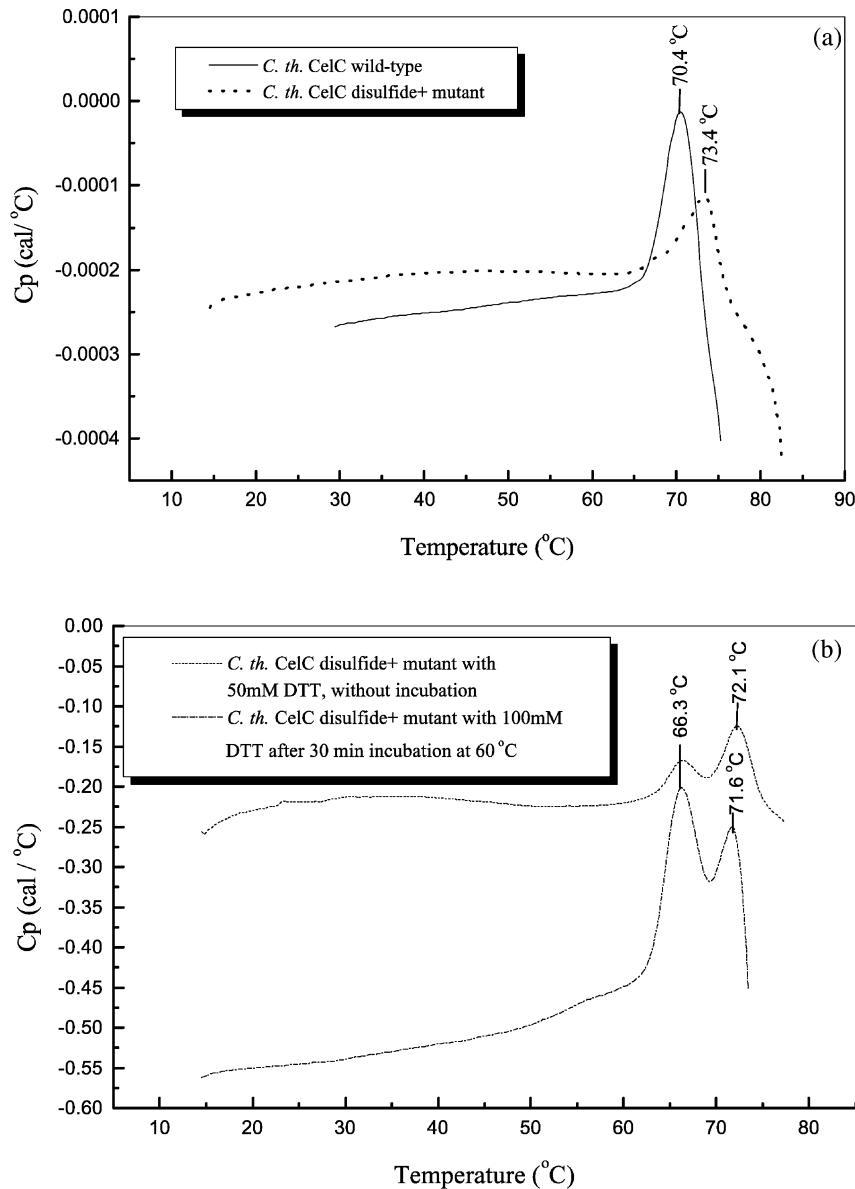 (a)
C. th. CelC wild-type
C. th. CelC disulfide+ mutant
70.4 °C
73.4 °C
0.0001
0.0000
-0.0001
-0.0002
-0.0003
-0.0004
Cp (cal/ °C)
10 20 30 40 50 60 70 80 90
Temperature (°C)
(b)
C. th. CelC disulfide+ mutant with
50mM DTT, without incubation
C. th. CelC disulfide+ mutant with 100mM
DTT after 30 min incubation at 60 °C
66.3 °C
72.1 °C
71.6 °C
0.00
-0.05
-0.10
-0.15
-0.20
-0.25
-0.30
-0.35
-0.40
-0.45
-0.50
-0.55
-0.60
Cp (cal / °C)
10 20 30 40 50 60 70 80
Temperature (°C)